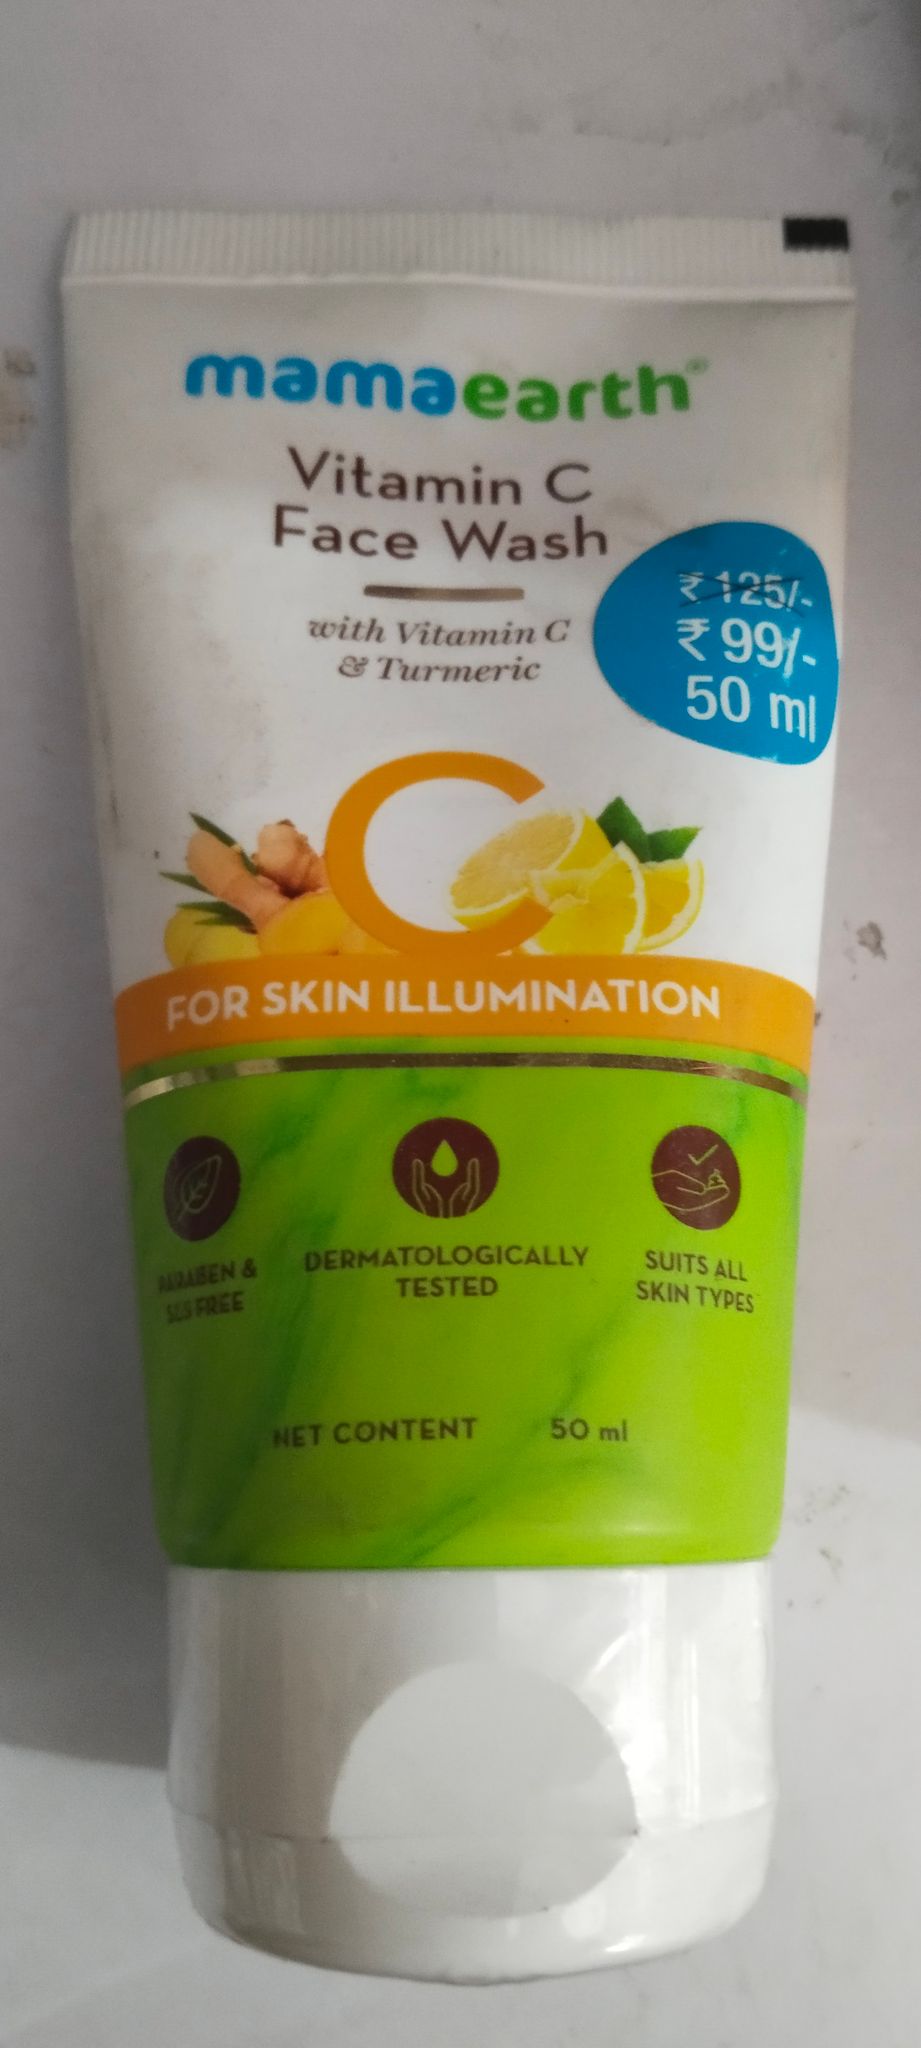 mamaearth®
Vitamin C
Face Wash
with Vitamin C
& Turmeric
₹ 125/-
₹ 99/-
50 ml
C
FOR SKIN ILLUMINATION
PARABEN &
SLS FREE
DERMATOLOGICALLY
TESTED
SUITS ALL
SKIN TYPES
NET CONTENT 50 ml